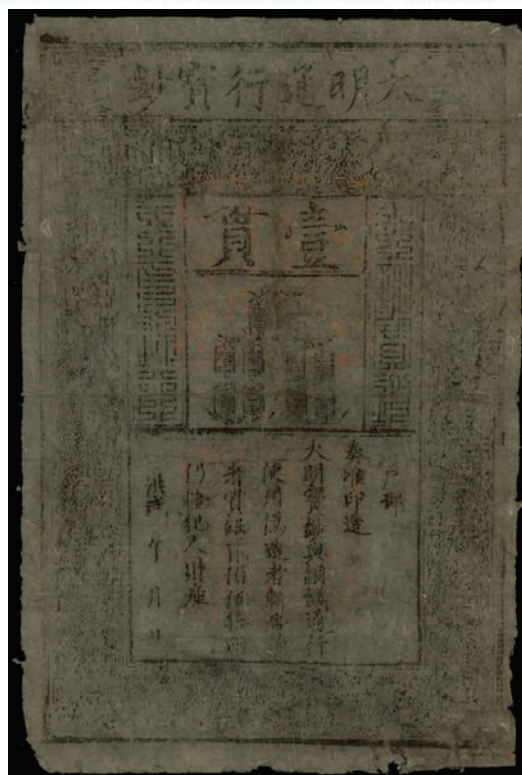 大明通行寶鈔
壹貫
戶部
奏准印造
大明寶鈔與銅錢通行
使用偽造者斬告
者賞銀貳佰伍拾兩
仍給犯人財產
洪武 年 月 日